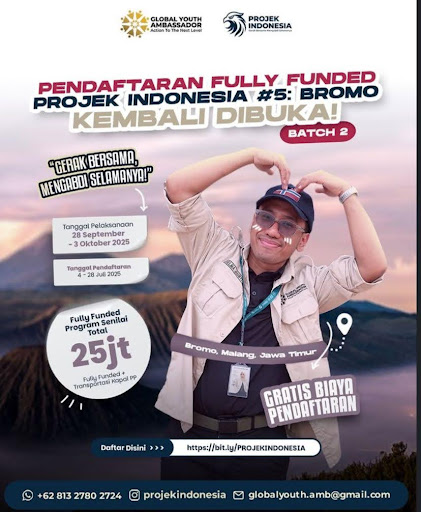 GLOBAL YOUTH
AMBASSADOR
Action To The Next Level
PROJEK
INDONESIA
PENDAFTARAN FULLY FUNDED
PROJEK INDONESIA #5: BROMO
KEMBALI DIBUKA!
BATCH 2
"GERAK BERSAMA,
MENGABDI SELAMANYA!"
Tanggal Pelaksanaan
28 September
- 3 Oktober 2025
Tanggal Pendaftaran
4 - 28 Juli 2025
Fully Funded
Program Senilai
Total
25jt
Fully Funded +
Transportasi Kapal PP
Bromo, Malang, Jawa Timur
GRATIS BIAYA
PENDAFTARAN
Daftar Disini >>>
https://bit.ly/PROJEKINDONESIA
+62 813 2780 2724
projekindonesia
globalyouth.amb@gmail.com